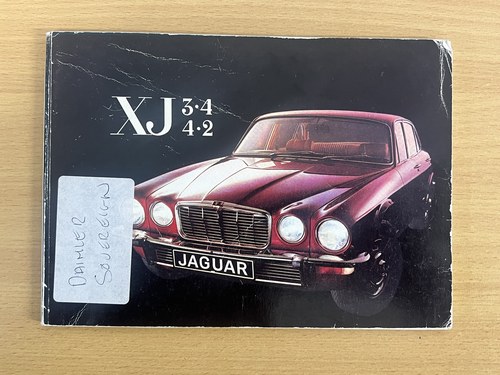 XJ 3·4
4·2
DAIMLER
SOVEREIGN
JAGUAR